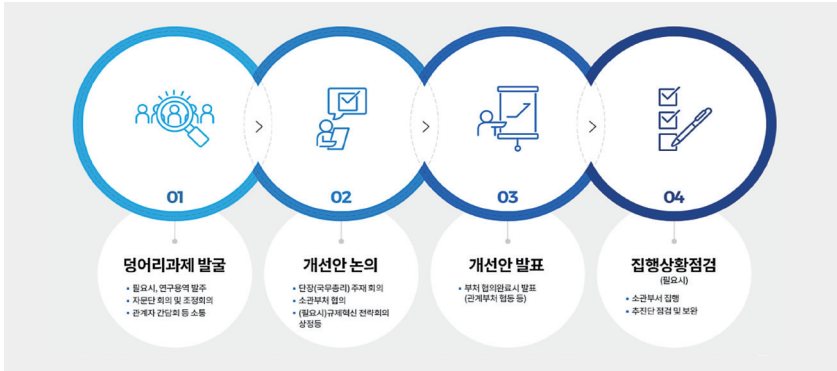 01
덩어리과제 발굴
• 필요시, 연구용역 발주
• 자문단 회의 및 조정회의
• 관계자 간담회 등 소통
02
개선안 논의
• 단장(국무총리) 주재 회의
• 소관부처 협의
• (필요시)규제혁신 전략회의
상정등
03
개선안 발표
• 부처 협의완료시 발표
(관계부처 협동 등)
04
집행상황점검
(필요시)
• 소관부서 집행
• 추진단 점검 및 보완